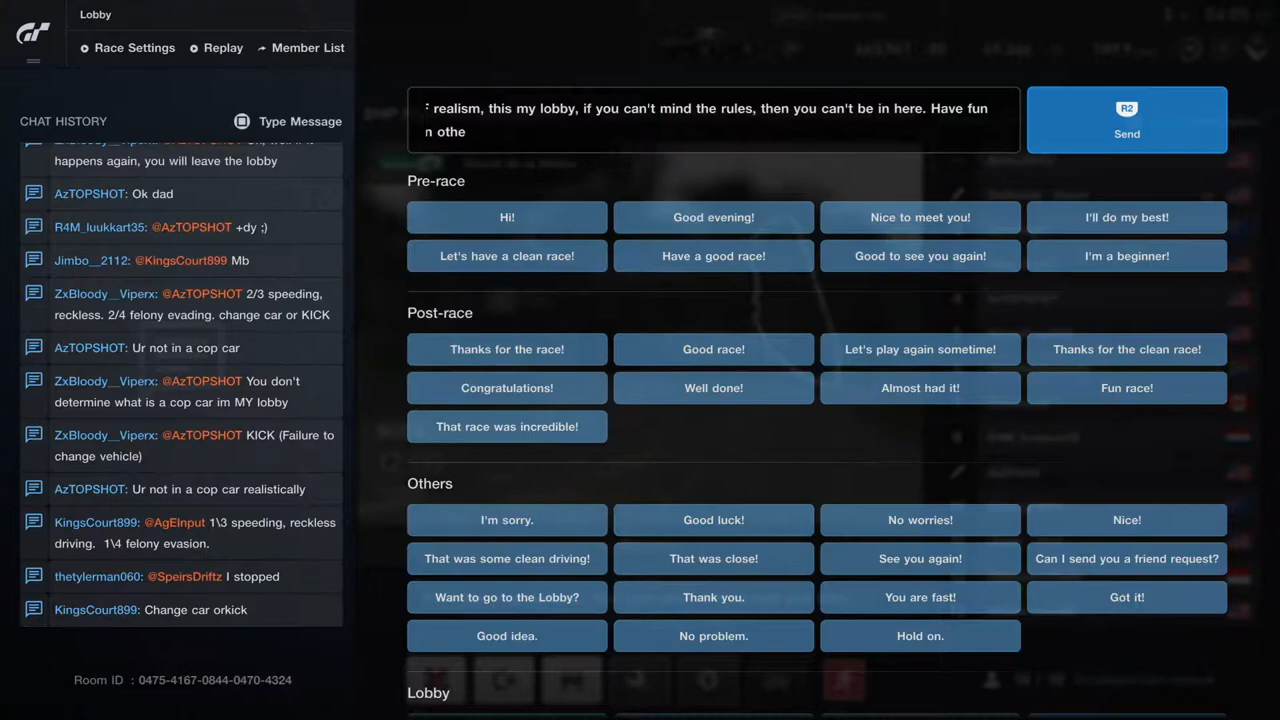 Lobby
Race Settings
Replay
Member List
CHAT HISTORY
Type Message
happens again, you will leave the lobby
AzTOPSHOT: Ok dad
R4M_luukkart35: @AzTOPSHOT +dy ;)
Jimbo__2112: @KingsCourt899 Mb
ZxBloody__Viperx: @AzTOPSHOT 2/3 speeding,
reckless. 2/4 felony evading. change car or KICK
AzTOPSHOT: Ur not in a cop car
ZxBloody__Viperx: @AzTOPSHOT You don't
determine what is a cop car im MY lobby
ZxBloody__Viperx: @AzTOPSHOT KICK (Failure to
change vehicle)
AzTOPSHOT: Ur not in a cop car realistically
KingsCourt899: @AgEInput 1\3 speeding, reckless
driving. 1\4 felony evasion.
thetylerman060: @SpeirsDriftz I stopped
KingsCourt899: Change car orkick
Room ID : 0475-4167-0844-0470-4324
realism, this my lobby, if you can't mind the rules, then you can't be in here. Have fun
n othe
R2
Send
Pre-race
Hi!
Good evening!
Nice to meet you!
I'll do my best!
Let's have a clean race!
Have a good race!
Good to see you again!
I'm a beginner!
Post-race
Thanks for the race!
Good race!
Let's play again sometime!
Thanks for the clean race!
Congratulations!
Well done!
Almost had it!
Fun race!
That race was incredible!
Others
I'm sorry.
Good luck!
No worries!
Nice!
That was some clean driving!
That was close!
See you again!
Can I send you a friend request?
Want to go to the Lobby?
Thank you.
You are fast!
Got it!
Good idea.
No problem.
Hold on.
Lobby